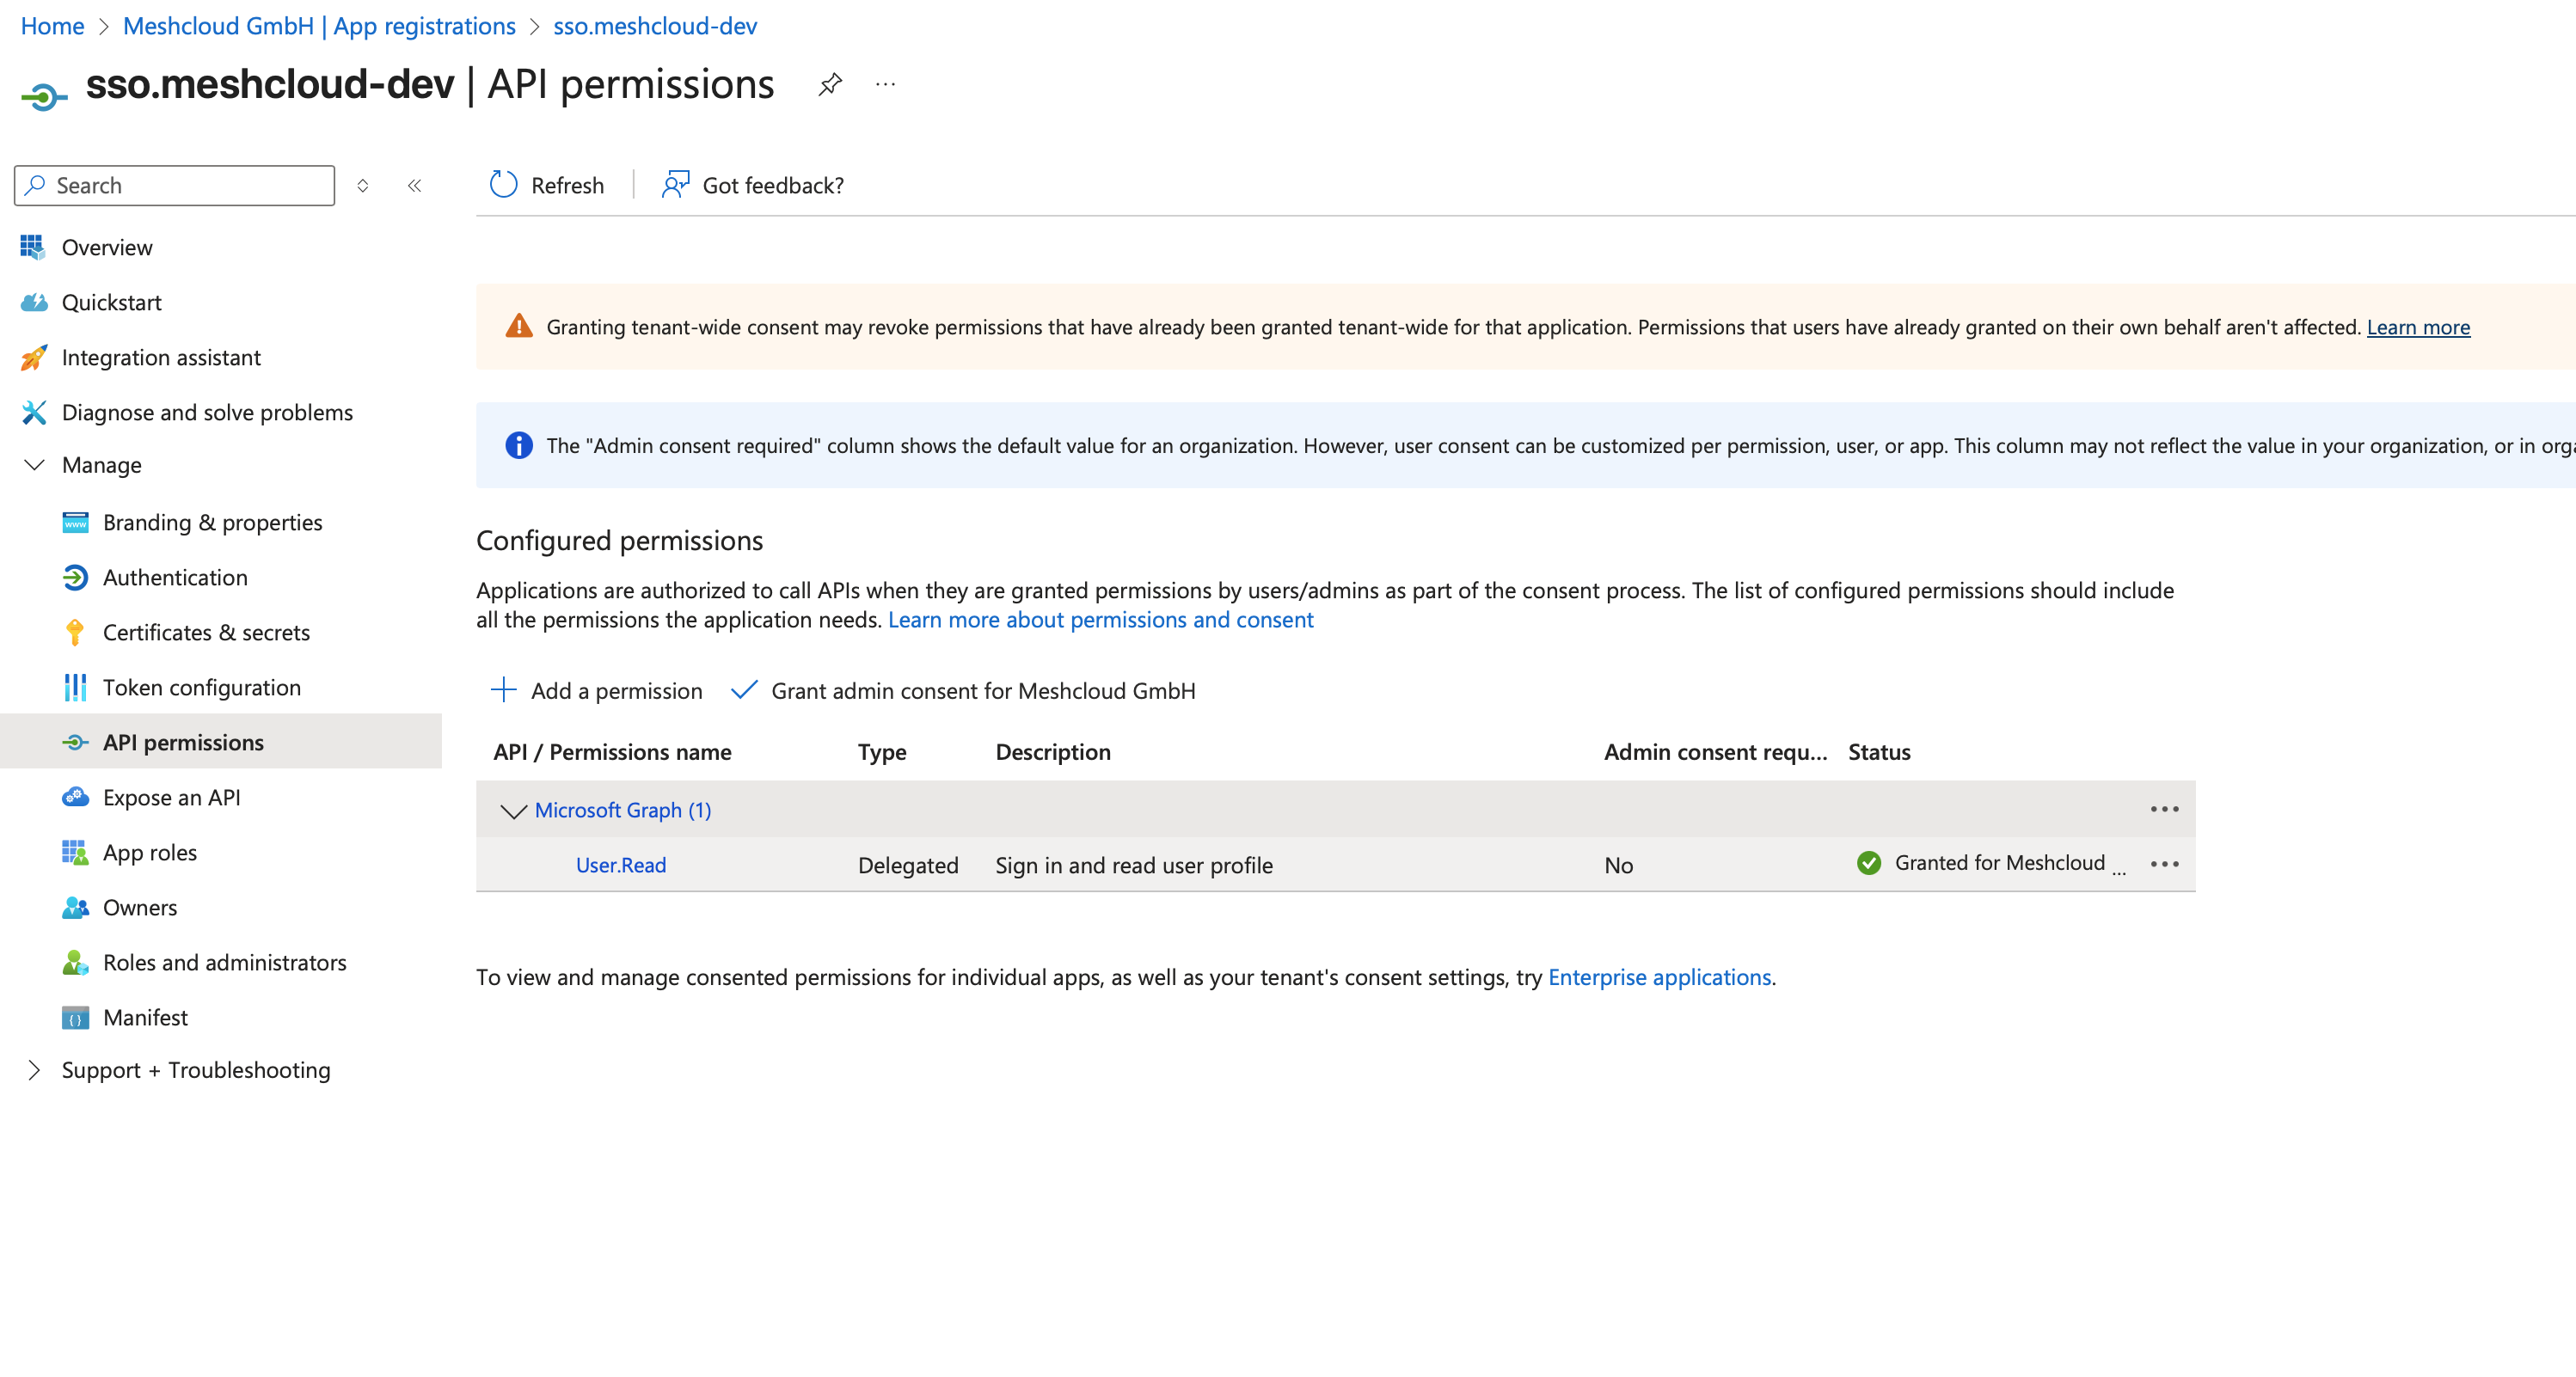 Home > Meshcloud GmbH | App registrations > sso.meshcloud-dev
sso.meshcloud-dev | API permissions ...
Search
Refresh | Got feedback?
Overview
Quickstart
Integration assistant
Diagnose and solve problems
Manage
Branding & properties
Authentication
Certificates & secrets
Token configuration
API permissions
Expose an API
App roles
Owners
Roles and administrators
Manifest
Support + Troubleshooting
Granting tenant-wide consent may revoke permissions that have already been granted tenant-wide for that application. Permissions that users have already granted on their own behalf aren't affected. Learn more
The "Admin consent required" column shows the default value for an organization. However, user consent can be customized per permission, user, or app. This column may not reflect the value in your organization, or in
Configured permissions
Applications are authorized to call APIs when they are granted permissions by users/admins as part of the consent process. The list of configured permissions should include
all the permissions the application needs. Learn more about permissions and consent
Add a permission Grant admin consent for Meshcloud GmbH
API / Permissions name Type Description Admin consent requ... Status
Microsoft Graph (1) ...
User.Read Delegated Sign in and read user profile No Granted for Meshcloud ... ...
To view and manage consented permissions for individual apps, as well as your tenant's consent settings, try Enterprise applications.